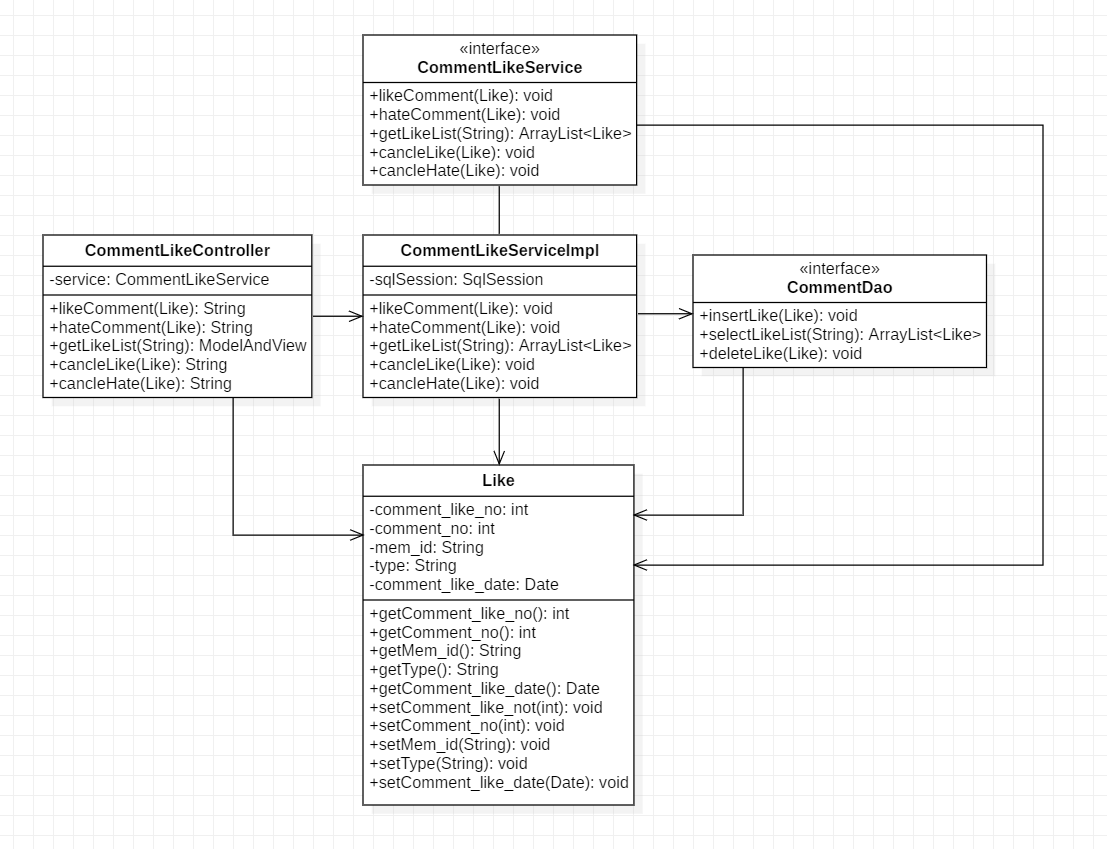 «interface»
CommentLikeService
+likeComment(Like): void
+hateComment(Like): void
+getLikeList(String): ArrayList<Like>
+cancleLike(Like): void
+cancleHate(Like): void
CommentLikeController
-service: CommentLikeService
+likeComment(Like): String
+hateComment(Like): String
+getLikeList(String): ModelAndView
+cancleLike(Like): String
+cancleHate(Like): String
CommentLikeServiceImpl
-sqlSession: SqlSession
+likeComment(Like): void
+hateComment(Like): void
+getLikeList(String): ArrayList<Like>
+cancleLike(Like): void
+cancleHate(Like): void
«interface»
CommentDao
+insertLike(Like): void
+selectLikeList(String): ArrayList<Like>
+deleteLike(Like): void
Like
-comment_like_no: int
-comment_no: int
-mem_id: String
-type: String
-comment_like_date: Date
+getComment_like_no(): int
+getComment_no(): int
+getMem_id(): String
+getType(): String
+getComment_like_date(): Date
+setComment_like_not(int): void
+setComment_no(int): void
+setMem_id(String): void
+setType(String): void
+setComment_like_date(Date): void